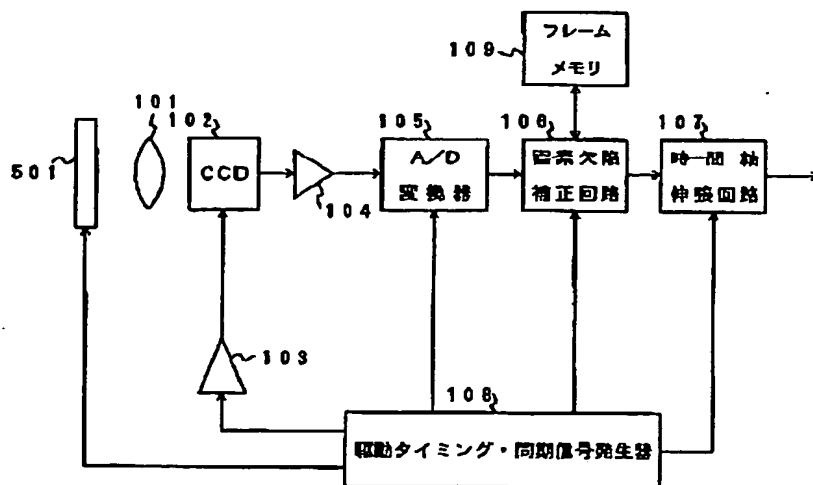 109
フレーム
メモリ
101
102
105
106
107
501
CCD
A/D
変換器
画素欠陥
補正回路
時間軸
伸張回路
104
103
108
駆動タイミング・同期信号発生器